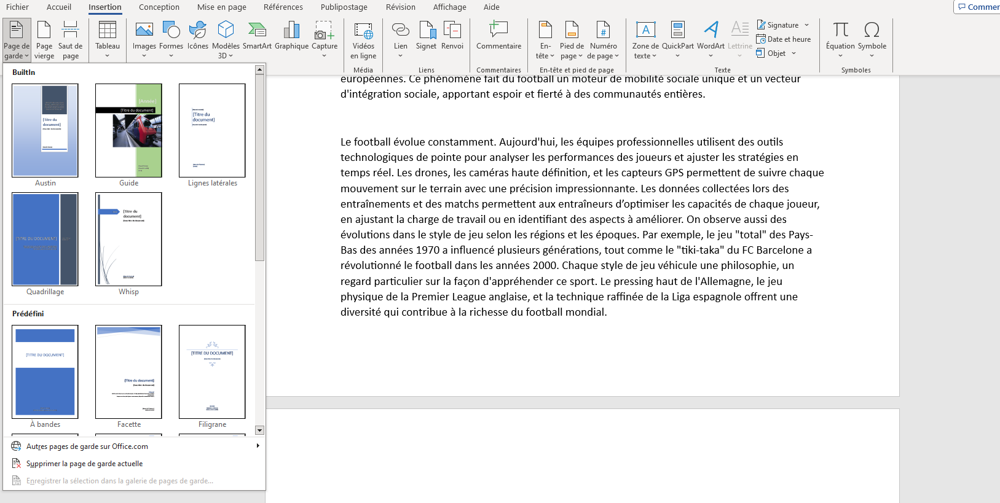 Fichier Accueil Insertion Conception Mise en page Références Publipostage Révision Affichage Aide
Commen
Page de garde
Page vierge
Saut de page
Tableau
Images
Formes
Icônes
Modèles 3D
SmartArt
Graphique
Capture
Vidéos en ligne
Lien
Signet
Renvoi
Commentaire
En-tête
Pied de page
Numéro de page
Zone de texte
QuickPart
WordArt
Lettrine
Signature
Date et heure
Objet
Équation
Symbole
Média
Liens
Commentaires
En-tête et pied de page
Texte
Symboles
BuiltIn
[Titre du document]
Austin
[Année]
[Titre du document]
Guide
[Titre du document]
Lignes latérales
[TITRE DU DOCUMENT]
Quadrillage
[Titre du document]
Whisp
Prédéfini
[TITRE DU DOCUMENT]
À bandes
[Titre du document]
Facette
[TITRE DU DOCUMENT]
Filigrane
Autres pages de garde sur Office.com
Supprimer la page de garde actuelle
Enregistrer la sélection dans la galerie de pages de garde...
européennes. Ce phénomène fait du football un moteur de mobilité sociale unique et un vecteur
d'intégration sociale, apportant espoir et fierté à des communautés entières.
Le football évolue constamment. Aujourd'hui, les équipes professionnelles utilisent des outils
technologiques de pointe pour analyser les performances des joueurs et ajuster les stratégies en
temps réel. Les drones, les caméras haute définition, et les capteurs GPS permettent de suivre chaque
mouvement sur le terrain avec une précision impressionnante. Les données collectées lors des
entraînements et des matchs permettent aux entraîneurs d’optimiser les capacités de chaque joueur,
en ajustant la charge de travail ou en identifiant des aspects à améliorer. On observe aussi des
évolutions dans le style de jeu selon les régions et les époques. Par exemple, le jeu "total" des Pays-
Bas des années 1970 a influencé plusieurs générations, tout comme le "tiki-taka" du FC Barcelone a
révolutionné le football dans les années 2000. Chaque style de jeu véhicule une philosophie, un
regard particulier sur la façon d'appréhender ce sport. Le pressing haut de l'Allemagne, le jeu
physique de la Premier League anglaise, et la technique raffinée de la Liga espagnole offrent une
diversité qui contribue à la richesse du football mondial.